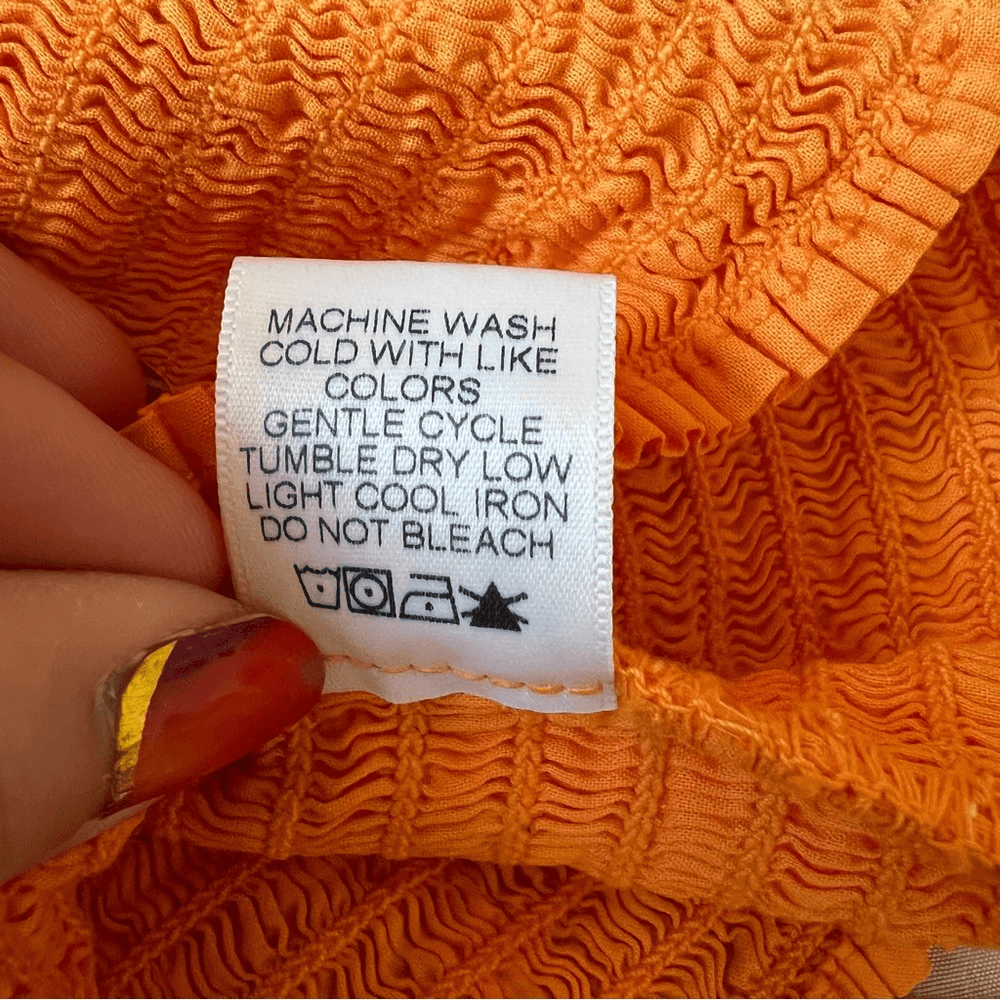 MACHINE WASH
COLD WITH LIKE
COLORS
GENTLE CYCLE
TUMBLE DRY LOW
LIGHT COOL IRON
DO NOT BLEACH